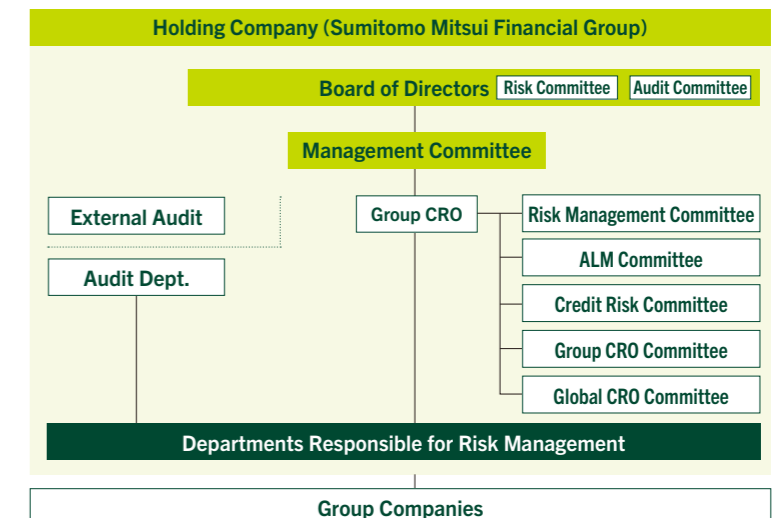 Holding Company (Sumitomo Mitsui Financial Group)
Board of Directors Risk Committee Audit Committee
Management Committee
External Audit
Group CRO
Risk Management Committee
Audit Dept.
ALM Committee
Credit Risk Committee
Group CRO Committee
Global CRO Committee
Departments Responsible for Risk Management
Group Companies